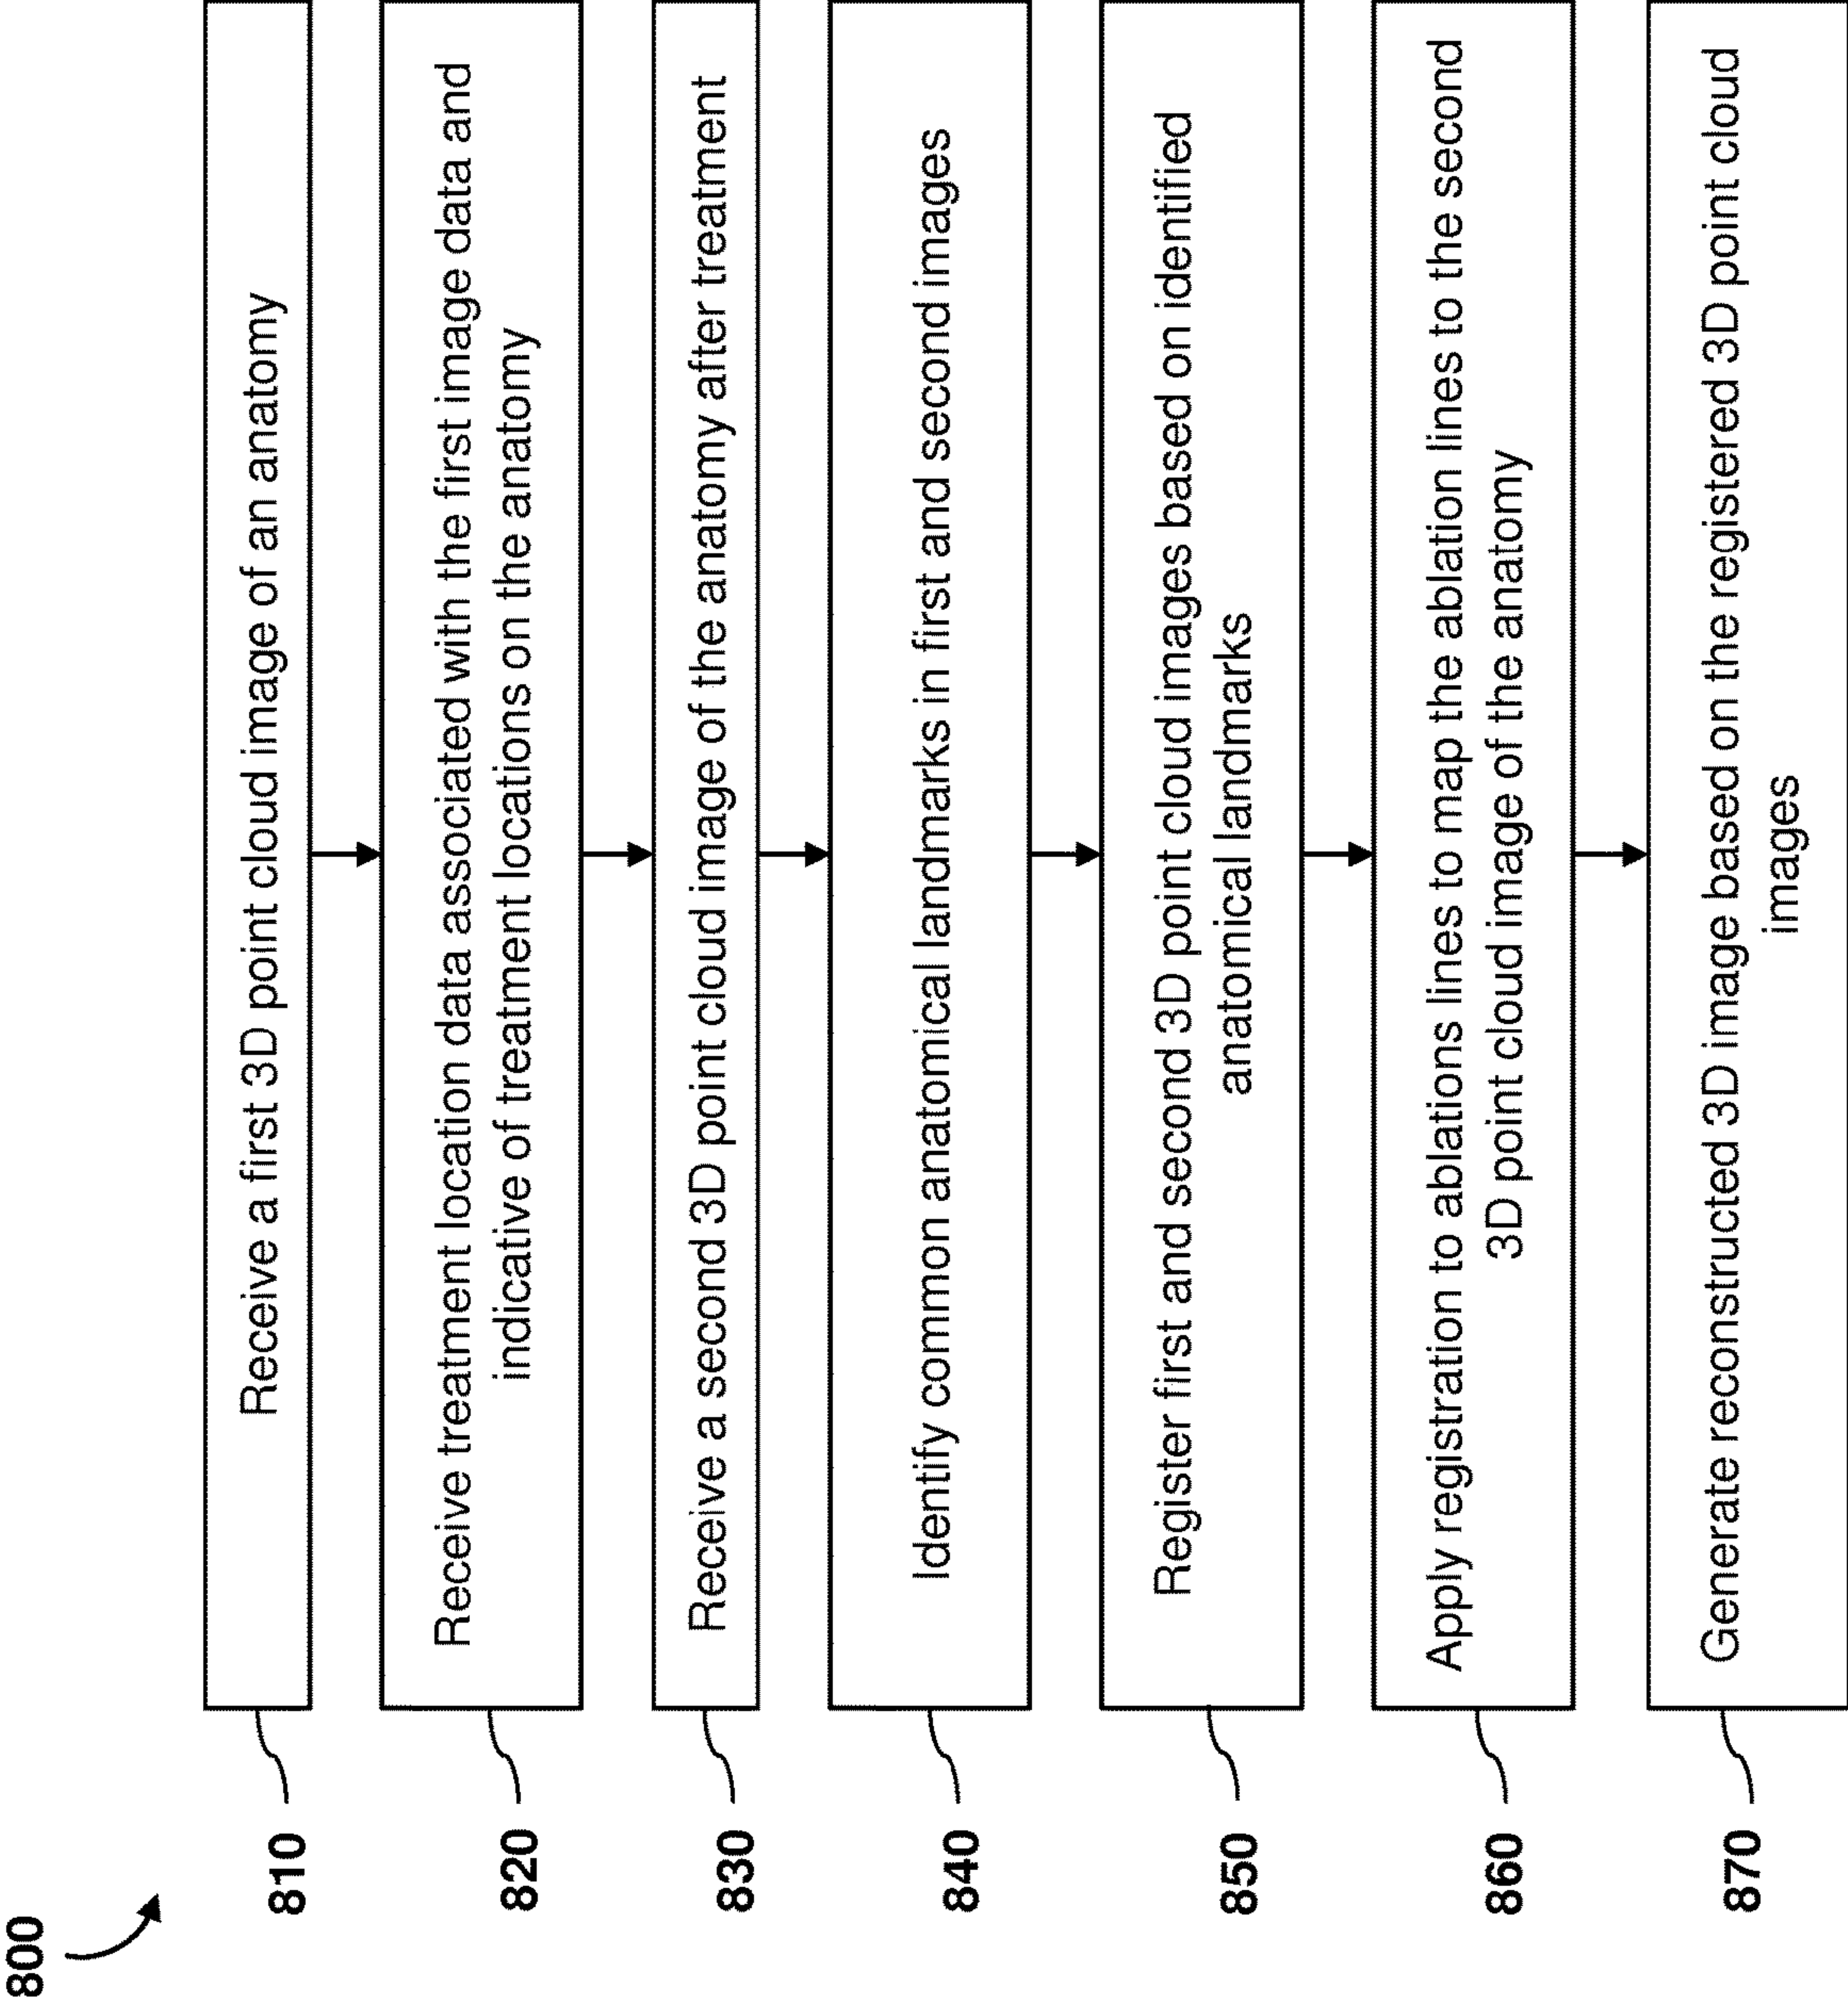 800
810
Receive a first 3D point cloud image of an anatomy
820
Receive treatment location data associated with the first image data and
indicative of treatment locations on the anatomy
830
Receive a second 3D point cloud image of the anatomy after treatment
840
Identify common anatomical landmarks in first and second images
850
Register first and second 3D point cloud images based on identified
anatomical landmarks
860
Apply registration to ablations lines to map the ablation lines to the second
3D point cloud image of the anatomy
870
Generate reconstructed 3D image based on the registered 3D point cloud
images